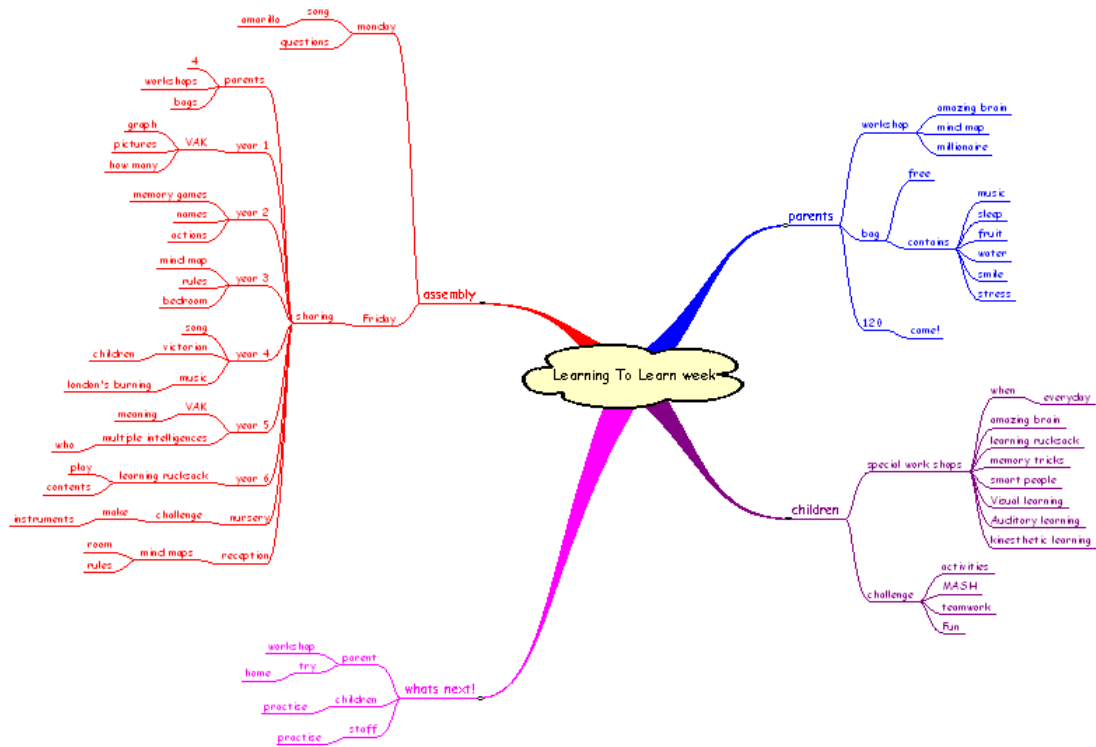 Learning To Learn week
assembly
monday
song
amarillo
questions
Friday
sharing
parents
4
workshops
bags
year 1
VAK
graph
pictures
how many
year 2
memory games
names
actions
year 3
mind map
rules
bedroom
year 4
song
victorian
children
music
london's burning
year 5
VAK
meaning
multiple intelligences
who
year 6
learning rucksack
play
contents
nursery
challenge
make
instruments
reception
mind maps
room
rules
parents
workshop
amazing brain
mind map
millionaire
bag
free
contains
music
sleep
fruit
water
smile
stress
120
came!
children
special work shops
when
everyday
amazing brain
learning rucksack
memory tricks
smart people
Visual learning
Auditory learning
kinesthetic learning
challenge
activities
MASH
teamwork
Fun
whats next!
parent
workshop
try
home
children
practise
staff
practise